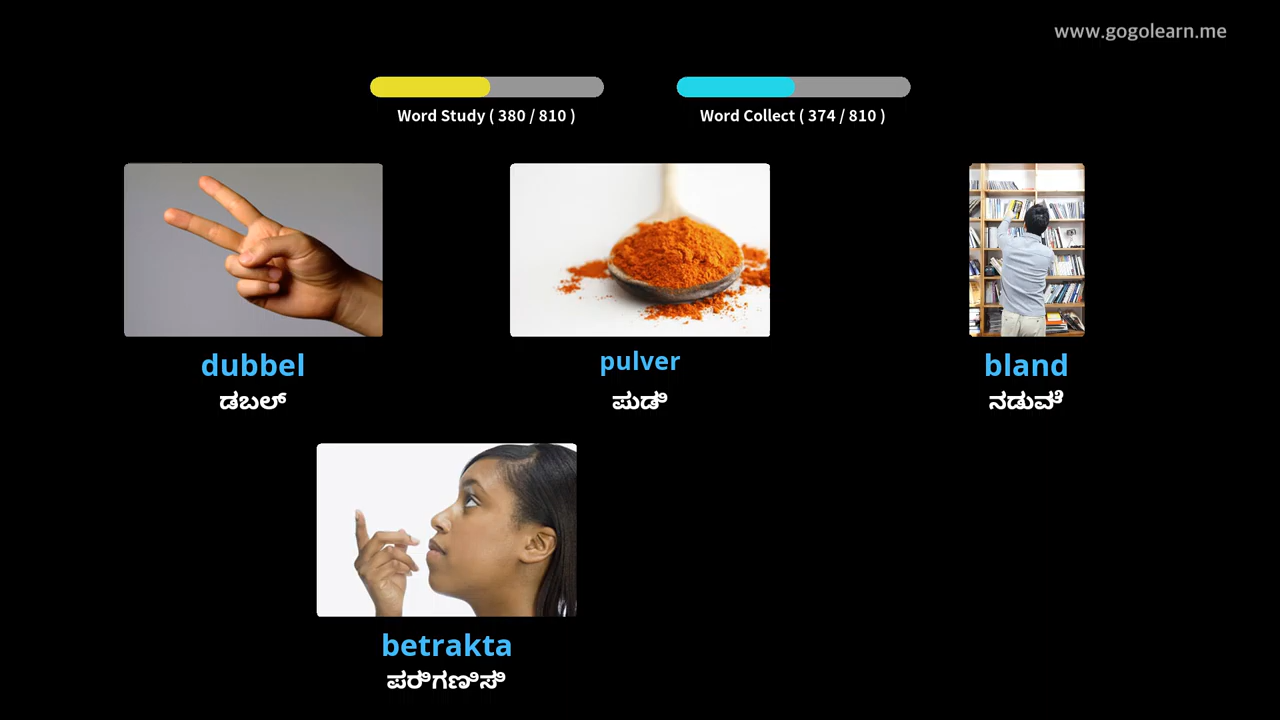 www.gogolearn.me
Word Study ( 380 / 810 )
Word Collect ( 374 / 810 )
dubbel
ಡಬಲ್
pulver
ಪುಡಿ
bland
ನಡುವೆ
betrakta
ಪರಿಗಣಿಸಿ